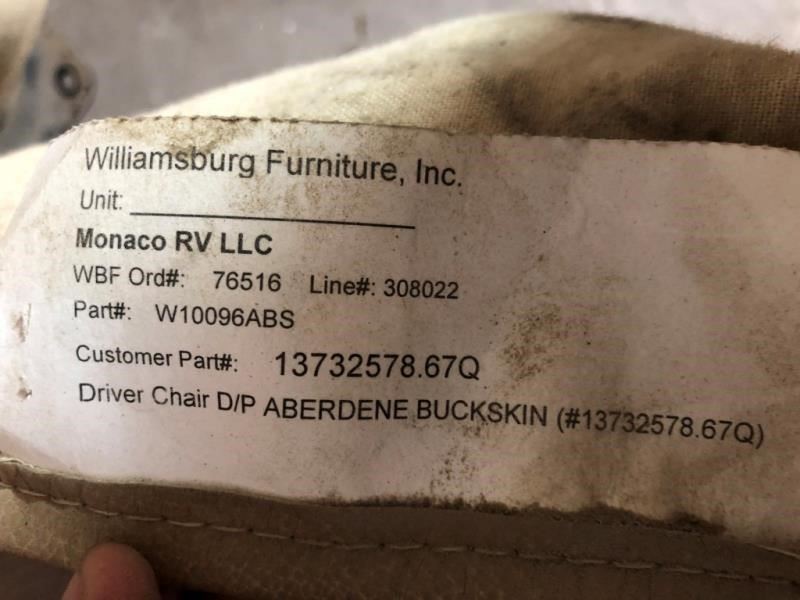 Williamsburg Furniture, Inc.
Unit:
Monaco RV LLC
WBF Ord#: 76516 Line#: 308022
Part#: W10096ABS
Customer Part#: 13732578.67Q
Driver Chair D/P ABERDENE BUCKSKIN (#13732578.67Q)